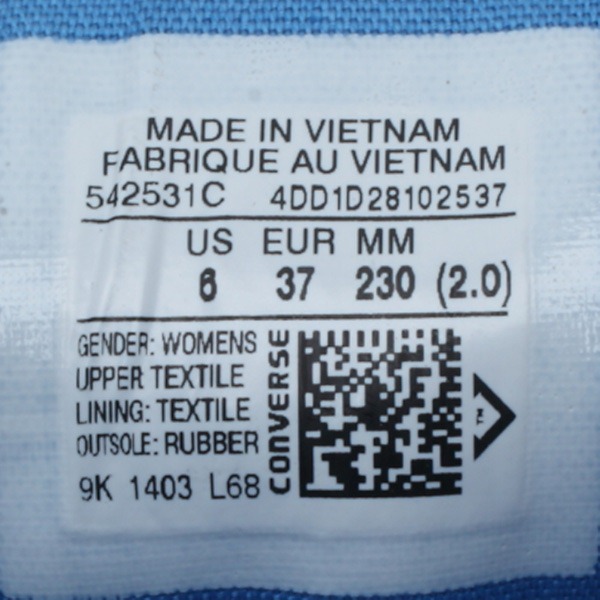 MADE IN VIETNAM
FABRIQUE AU VIETNAM
542531C 4DD1D28102537
US EUR MM
6 37 230 (2.0)
GENDER: WOMENS
UPPER TEXTILE
LINING: TEXTILE
OUTSOLE: RUBBER
9K 1403 L68
CONVERSE
TM